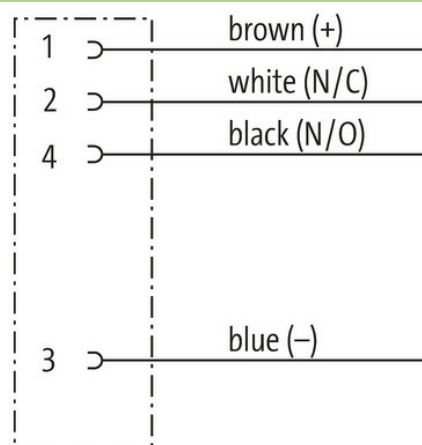 1 brown (+)
2 white (N/C)
4 black (N/O)
3 blue (–)